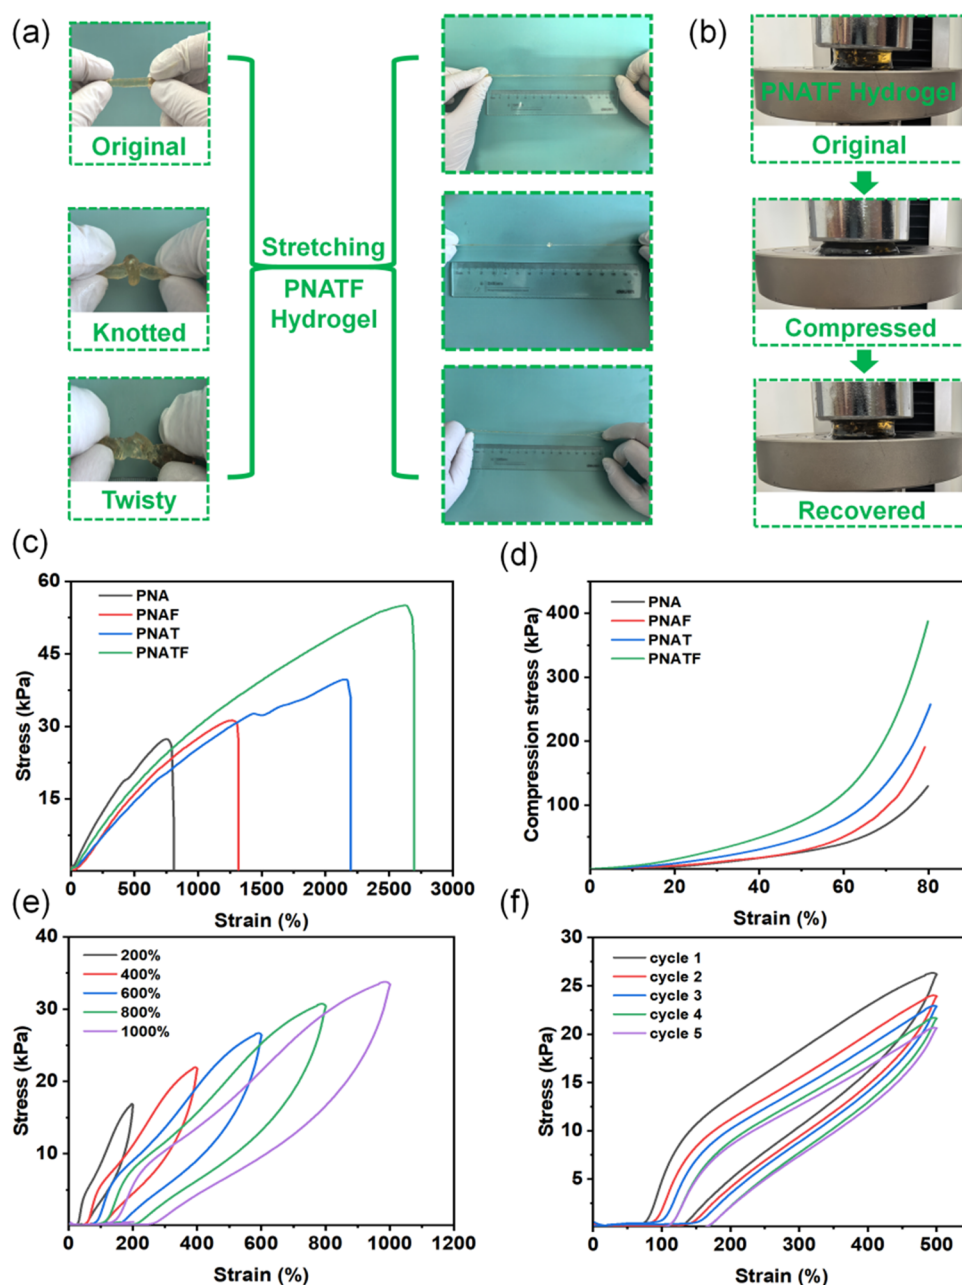 (a)
Original
Knotted
Twisty
Stretching
PNATF
Hydrogel
(b)
PNATF Hydrogel
Original
Compressed
Recovered
(c)
60
45
30
15
Stress (kPa)
PNA
PNAF
PNAT
PNATF
0 500 1000 1500 2000 2500 3000
Strain (%)
(d)
400
300
200
100
Compression stress (kPa)
PNA
PNAF
PNAT
PNATF
0 20 40 60 80
Strain (%)
(e)
40
30
20
10
Stress (kPa)
200%
400%
600%
800%
1000%
0 200 400 600 800 1000 1200
Strain (%)
(f)
30
25
20
15
10
5
Stress (kPa)
cycle 1
cycle 2
cycle 3
cycle 4
cycle 5
0 100 200 300 400 500
Strain (%)